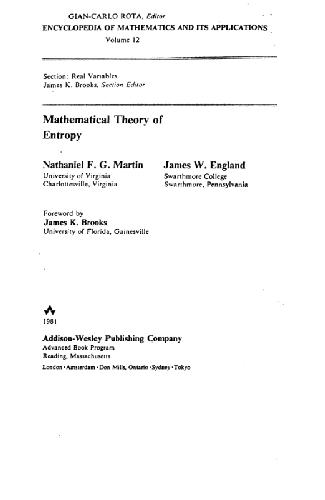 GIAN-CARLO ROTA, Editor
ENCYCLOPEDIA OF MATHEMATICS AND ITS APPLICATIONS
Volume 12
Section: Real Variables
James K. Brooks, Section Editor
Mathematical Theory of
Entropy
Nathaniel F. G. Martin
University of Virginia
Charlottesville, Virginia
James W. England
Swarthmore College
Swarthmore, Pennsylvania
Foreword by
James K. Brooks
University of Florida, Gainesville
1981
Addison-Wesley Publishing Company
Advanced Book Program
Reading, Massachusetts
London·Amsterdam·Don Mills, Ontario·Sydney·Tokyo